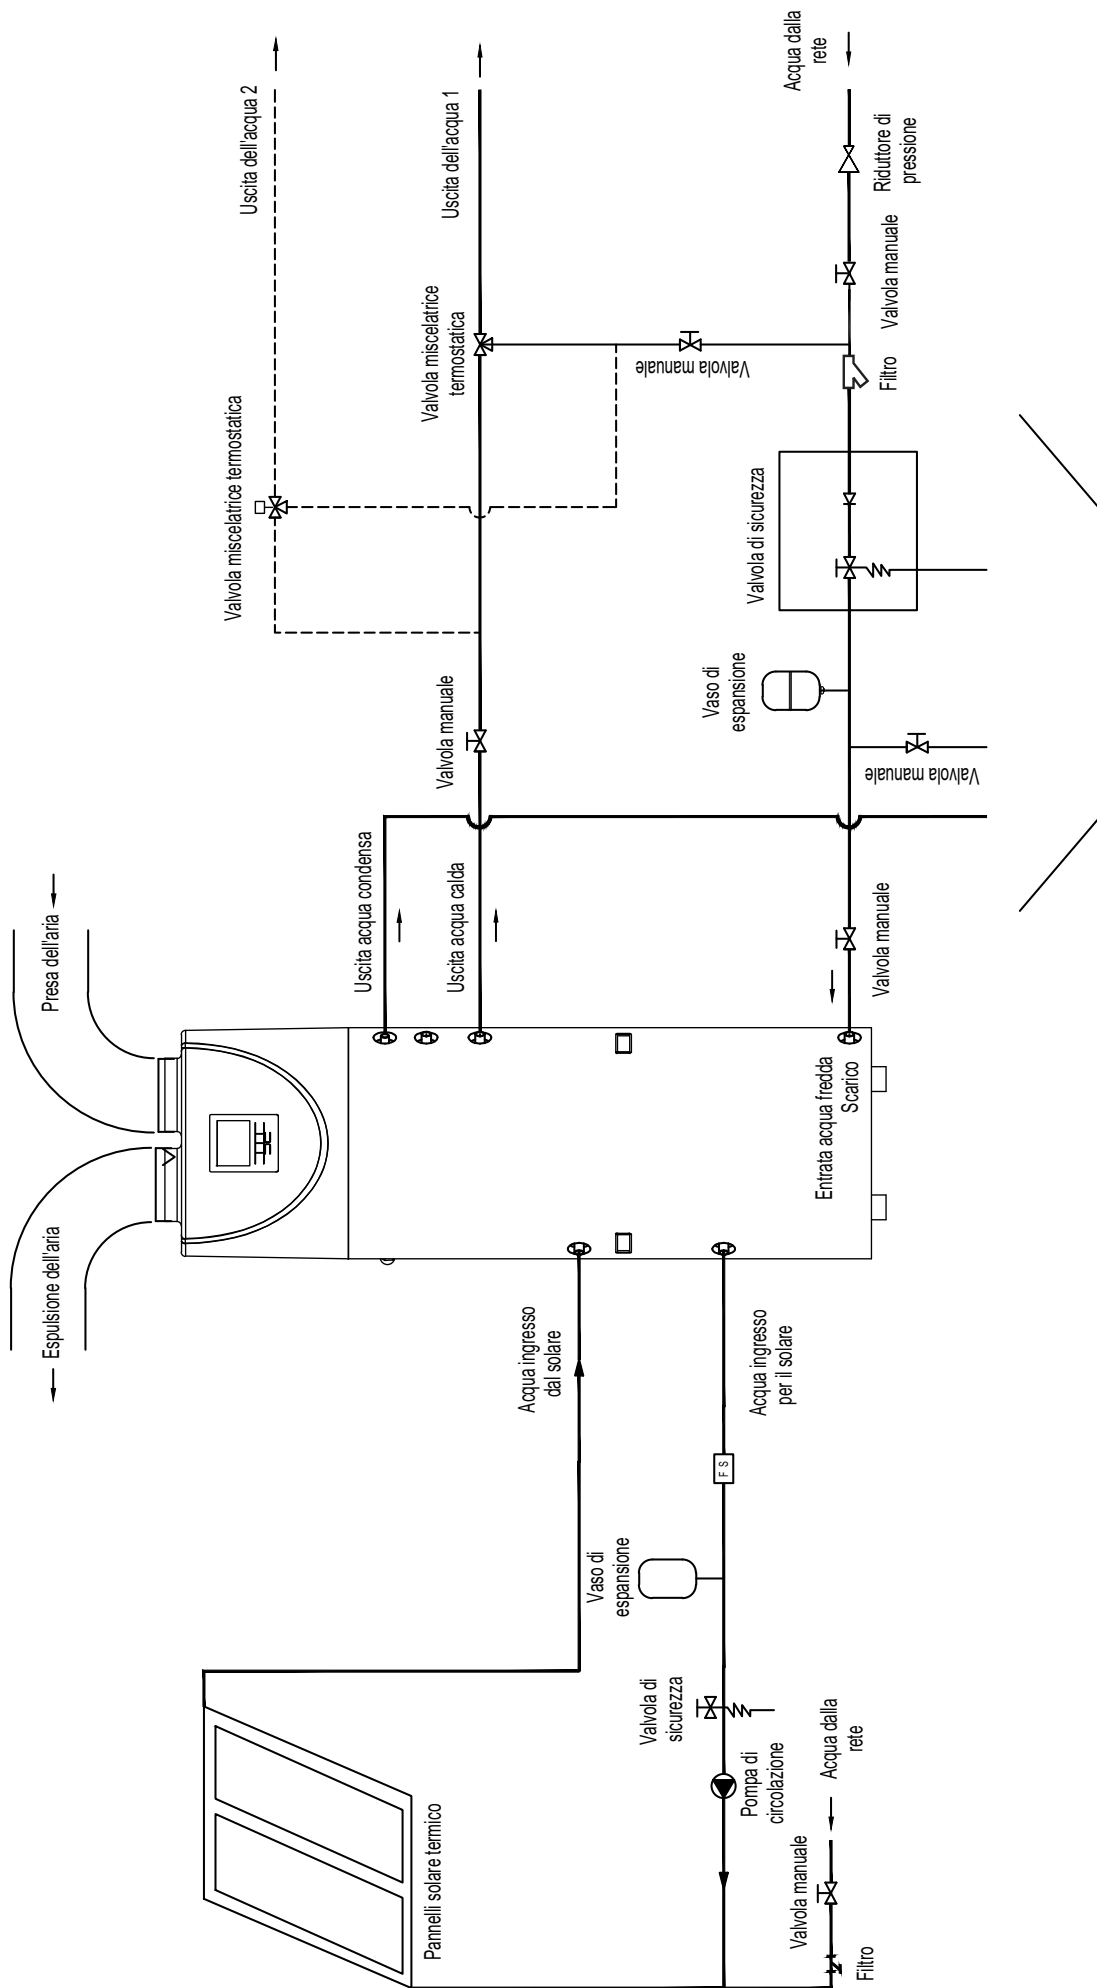 Espulsione dell'aria
Presa dell'aria
Uscita dell'acqua 2
Valvola miscelatrice termostatica
Uscita acqua condensa
Uscita dell'acqua 1
Valvola miscelatrice
termostatica
Valvola manuale
Uscita acqua calda
Pannelli solare termico
Acqua ingresso
dal solare
Vaso di
espansione
Valvola di
sicurezza
Valvola manuale
Vaso di
espansione
F S
Acqua ingresso
per il solare
Pompa di
circolazione
Valvola di sicurezza
Acqua dalla
rete
Entrata acqua fredda
Scarico
Acqua dalla
rete
Valvola manuale
Filtro
Valvola manuale
Valvola manuale
Filtro
Valvola manuale
Riduttore di
pressione